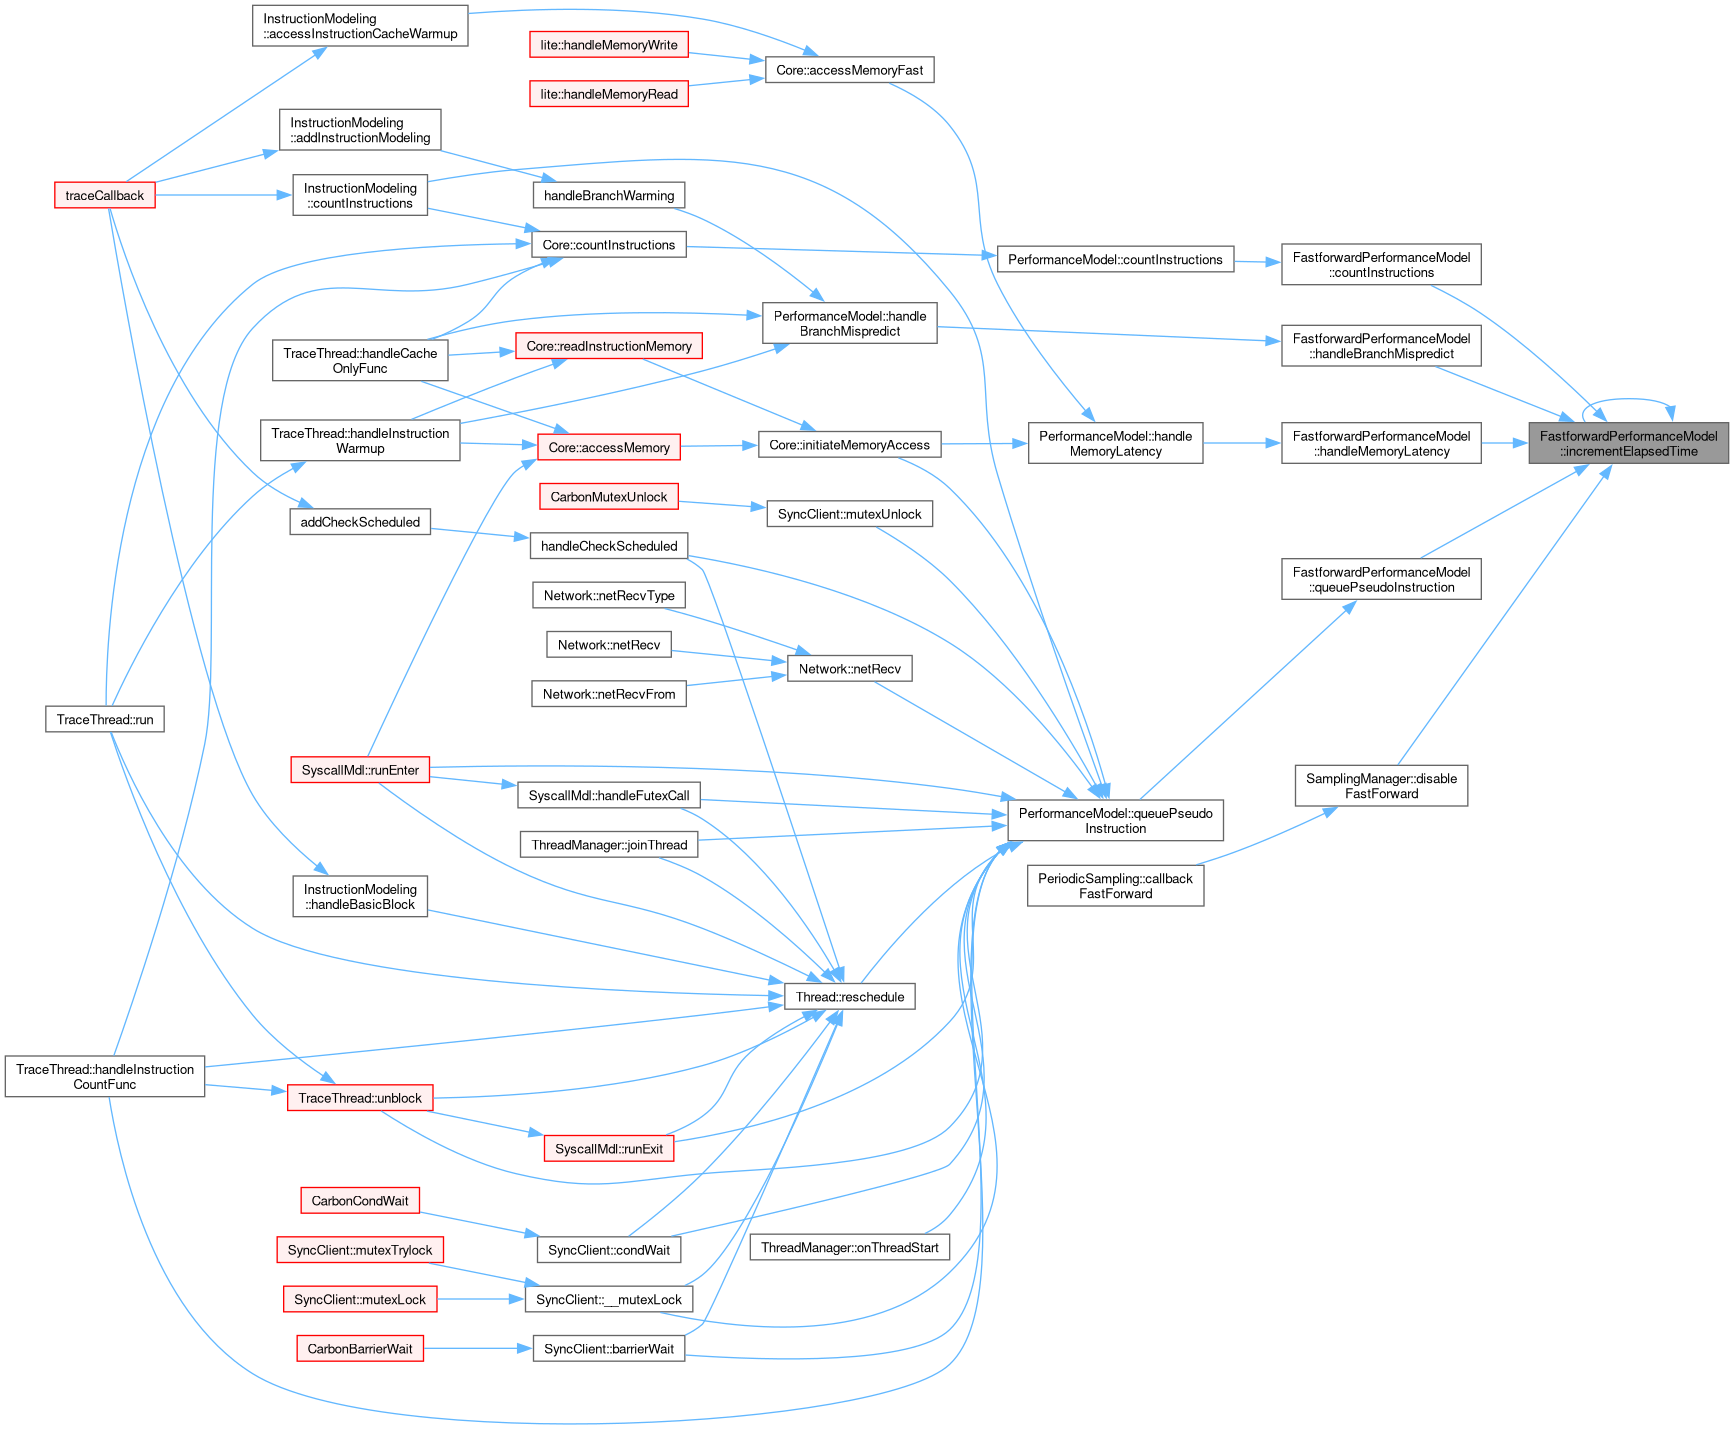 InstructionModeling
::accessInstructionCacheWarmup
lite::handleMemoryWrite
Core::accessMemoryFast
lite::handleMemoryRead
InstructionModeling
::addInstructionModeling
traceCallback
InstructionModeling
::countInstructions
handleBranchWarming
Core::countInstructions
PerformanceModel::countInstructions
FastforwardPerformanceModel
::countInstructions
PerformanceModel::handle
BranchMispredict
FastforwardPerformanceModel
::handleBranchMispredict
TraceThread::handleCache
OnlyFunc
Core::readInstructionMemory
TraceThread::handleInstruction
Warmup
Core::accessMemory
Core::initiateMemoryAccess
PerformanceModel::handle
MemoryLatency
FastforwardPerformanceModel
::handleMemoryLatency
FastforwardPerformanceModel
::incrementElapsedTime
CarbonMutexUnlock
SyncClient::mutexUnlock
addCheckScheduled
handleCheckScheduled
Network::netRecvType
FastforwardPerformanceModel
::queuePseudoInstruction
Network::netRecv
Network::netRecv
Network::netRecvFrom
TraceThread::run
SyscallMdl::runEnter
SyscallMdl::handleFutexCall
SamplingManager::disable
FastForward
PerformanceModel::queuePseudo
Instruction
ThreadManager::joinThread
PeriodicSampling::callback
FastForward
InstructionModeling
::handleBasicBlock
Thread::reschedule
TraceThread::handleInstruction
CountFunc
TraceThread::unblock
SyscallMdl::runExit
CarbonCondWait
SyncClient::condWait
ThreadManager::onThreadStart
SyncClient::mutexTrylock
SyncClient::mutexLock
SyncClient::__mutexLock
CarbonBarrierWait
SyncClient::barrierWait